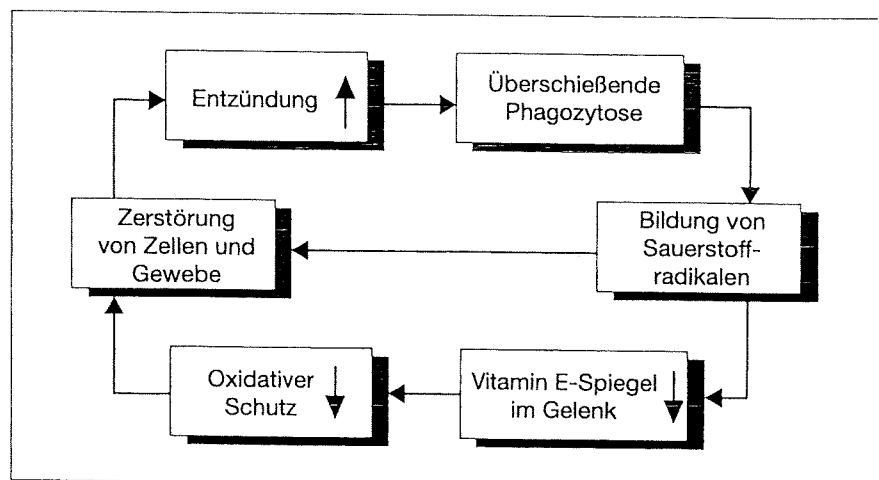 Entzündung
Überschießende
Phagozytose
Zerstörung
von Zellen und
Gewebe
Bildung von
Sauerstoff-
radikalen
Oxidativer
Schutz
Vitamin E-Spiegel
im Gelenk